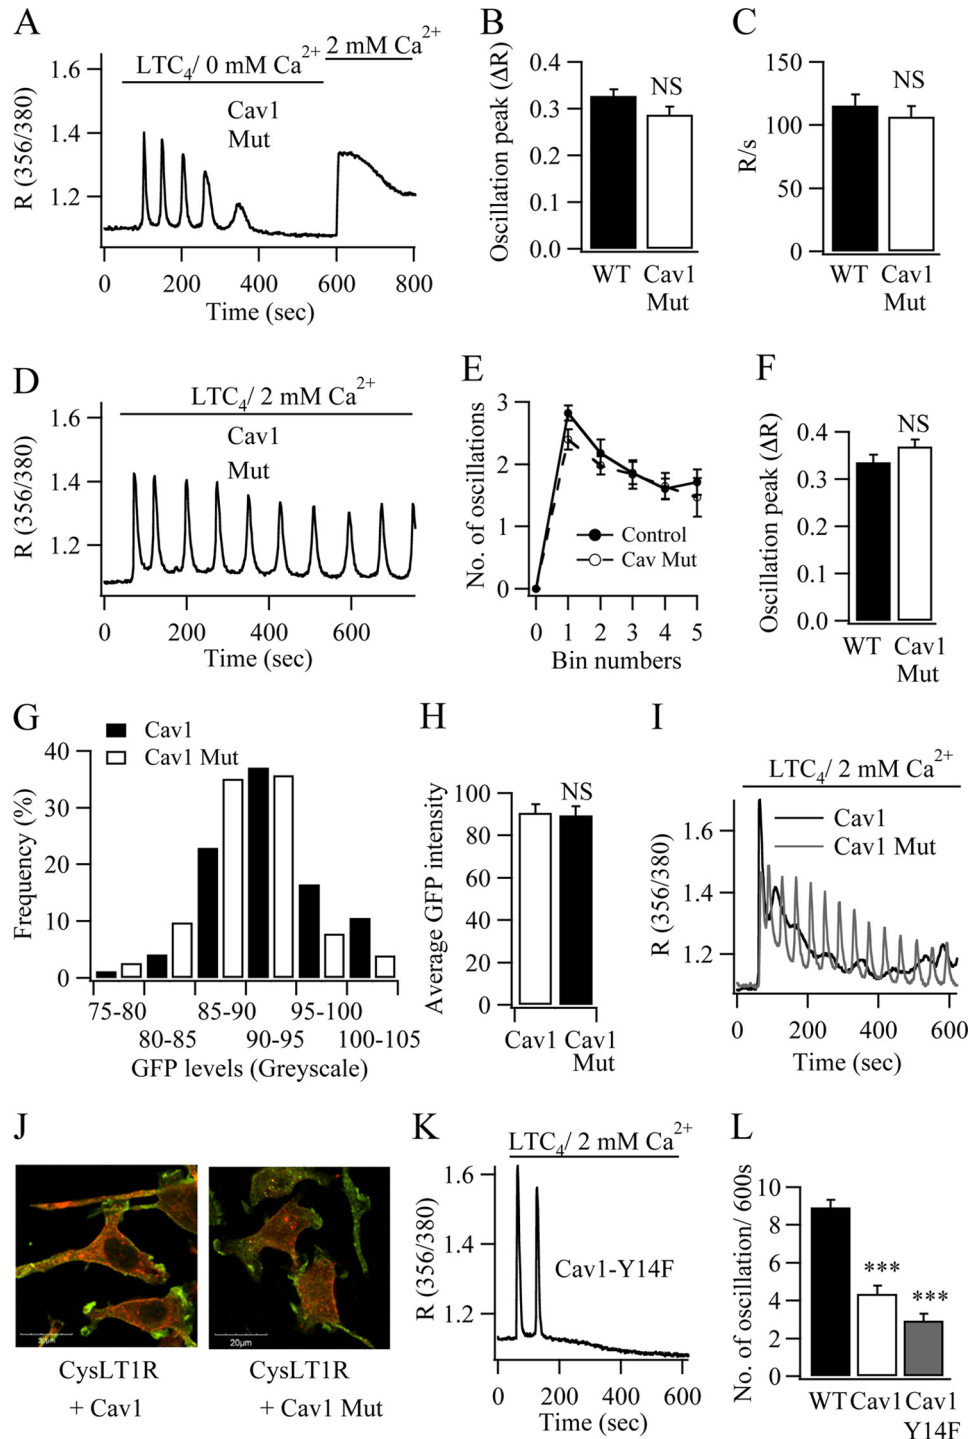 A
LTC4/ 0 mM Ca2+
2 mM Ca2+
Cav1
Mut
R (356/380)
1.6
1.4
1.2
0
200
400
600
800
Time (sec)
B
Oscillation peak (ΔR)
0.4
0.3
0.2
0.1
0.0
NS
WT
Cav1
Mut
C
R/s
150
100
50
0
NS
WT
Cav1
Mut
D
LTC4/ 2 mM Ca2+
Cav1
Mut
R (356/380)
1.6
1.4
1.2
0
200
400
600
Time (sec)
E
No. of oscillations
3
2
1
0
Control
Cav Mut
0
1
2
3
4
5
Bin numbers
F
Oscillation peak (ΔR)
0.4
0.3
0.2
0.1
0.0
NS
WT
Cav1
Mut
G
Cav1
Cav1 Mut
Frequency (%)
40
30
20
10
0
75-80
85-90
95-100
80-85
90-95
100-105
GFP levels (Greyscale)
H
Average GFP intensity
100
80
60
40
20
0
NS
Cav1
Cav1
Mut
I
LTC4/ 2 mM Ca2+
Cav1
Cav1 Mut
R (356/380)
1.6
1.4
1.2
0
200
400
600
Time (sec)
J
20µm
CysLT1R
+ Cav1
CysLT1R
+ Cav1 Mut
K
LTC4/ 2 mM Ca2+
Cav1-Y14F
R (356/380)
1.6
1.4
1.2
0
200
400
600
Time (sec)
L
No. of oscillation/ 600s
10
8
6
4
2
0
***
***
WT
Cav1
Cav1
Y14F